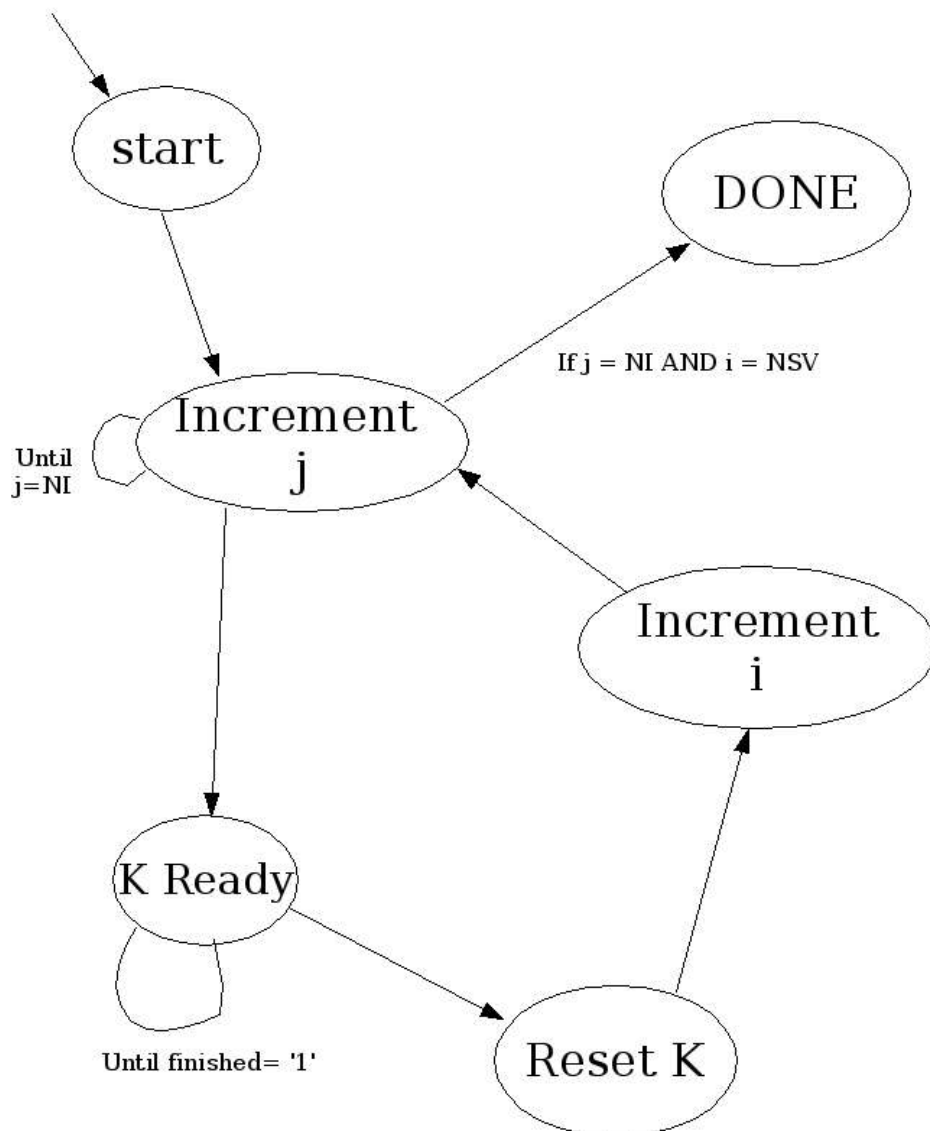 start
DONE
If j = NI AND i = NSV
Increment
j
Until
j=NI
Increment
i
K Ready
Until finished= '1'
Reset K